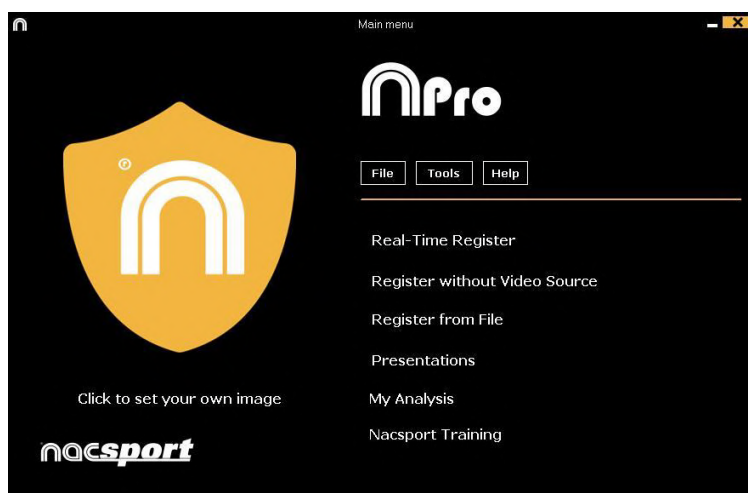 Main menu
nPro
File Tools Help
Real-Time Register
Register without Video Source
Register from File
Presentations
My Analysis
Nacsport Training
n
®
Click to set your own image
nacsport